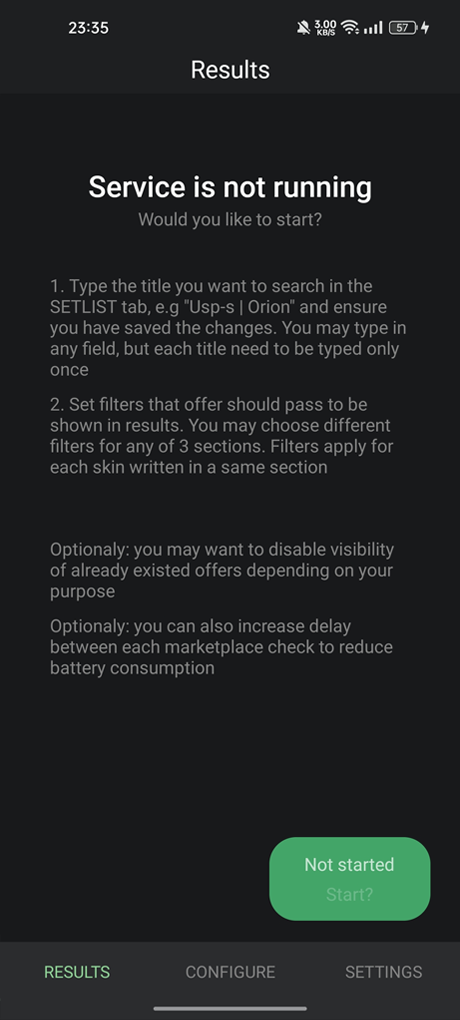 23:35
3.00
KB/S
57
Results
Service is not running
Would you like to start?
1. Type the title you want to search in the
SETLIST tab, e.g "Usp-s | Orion" and ensure
you have saved the changes. You may type in
any field, but each title need to be typed only
once
2. Set filters that offer should pass to be
shown in results. You may choose different
filters for any of 3 sections. Filters apply for
each skin written in a same section
Optionaly: you may want to disable visibility
of already existed offers depending on your
purpose
Optionaly: you can also increase delay
between each marketplace check to reduce
battery consumption
Not started
Start?
RESULTS
CONFIGURE
SETTINGS